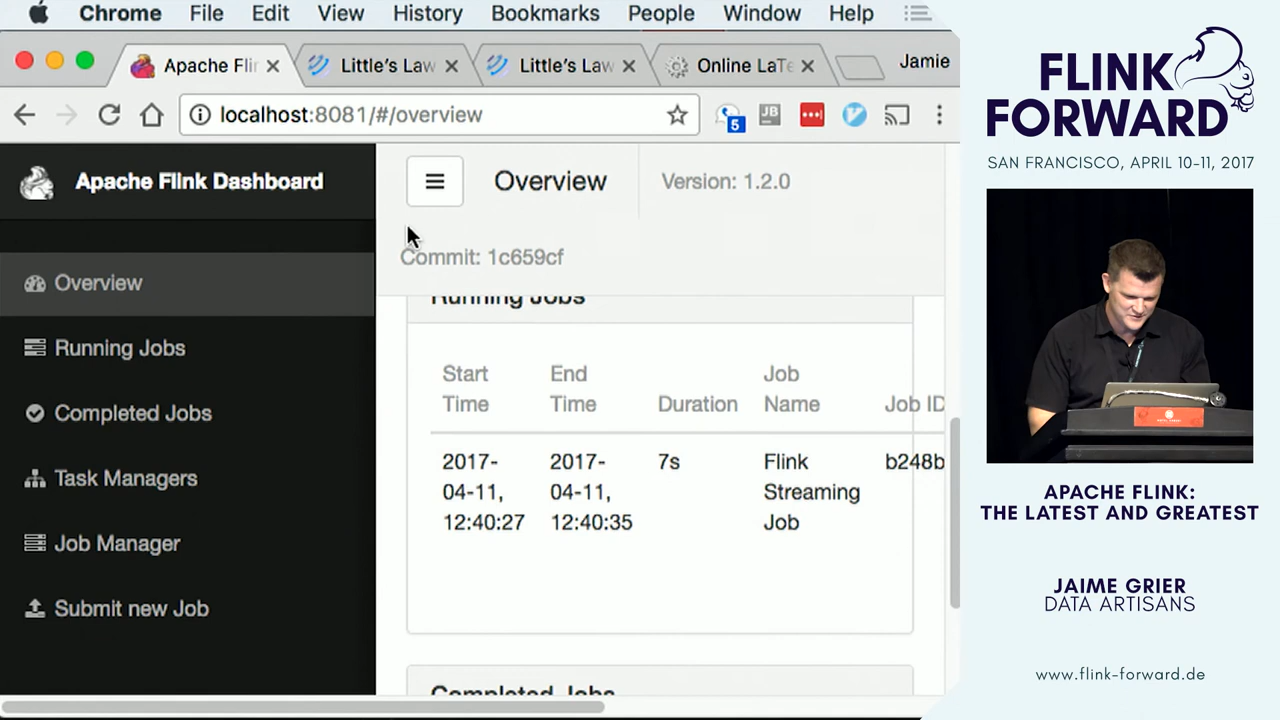 Chrome File Edit View History Bookmarks People Window Help
Apache Flin
Little's Law
Little's Law
Online LaTe
Jamie
localhost:8081/#/overview
5
JB
Apache Flink Dashboard
Overview
Version: 1.2.0
Commit: 1c659cf
Overview
Running Jobs
Completed Jobs
Task Managers
Job Manager
Submit new Job
Running Jobs
Start Time
End Time
Duration
Job Name
Job ID
2017-04-11, 12:40:27
2017-04-11, 12:40:35
7s
Flink Streaming Job
b248b
Completed Jobs
FLINK
FORWARD
SAN FRANCISCO, APRIL 10-11, 2017
APACHE FLINK:
THE LATEST AND GREATEST
JAIME GRIER
DATA ARTISANS
www.flink-forward.de